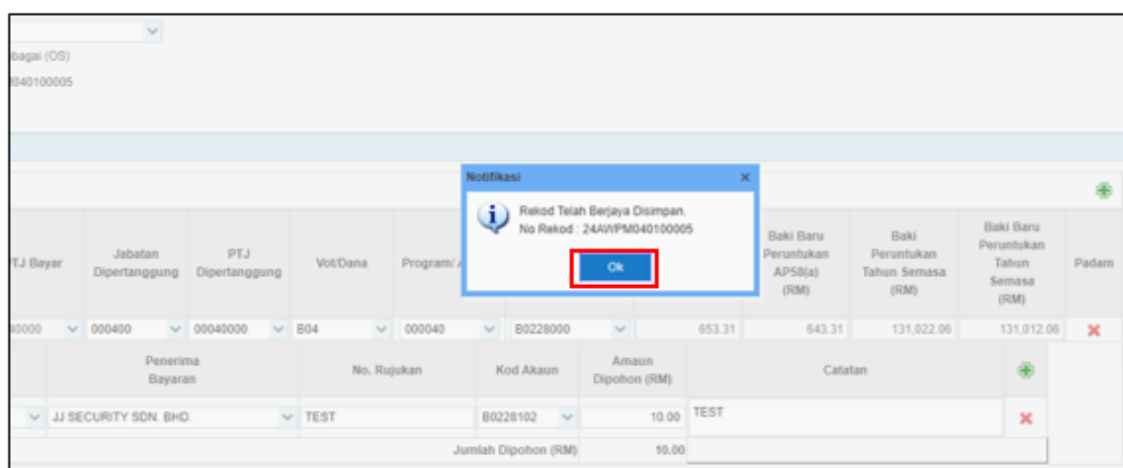 bagai (OS)
040100005
Notifikasi
Rekod Telah Berjaya Disimpan.
No Rekod : 24AWPM040100005
Ok
TJ Bayar
Jabatan
Dipertanggung
PTJ
Dipertanggung
Vot/Dana
Program/
Baki Baru
Peruntukan
AP58(a)
(RM)
Baki
Peruntukan
Tahun Semasa
(RM)
Baki Baru
Peruntukan
Tahun
Semasa
(RM)
Padam
40000 000400 00040000 B04 000040 B0228000 653.31 643.31 131,022.06 131,012.06
Penerima
Bayaran
No. Rujukan
Kod Akaun
Amaun
Dipohon (RM)
Catatan
JJ SECURITY SDN. BHD. TEST B0228102 10.00 TEST
Jumlah Dipohon (RM) 10.00